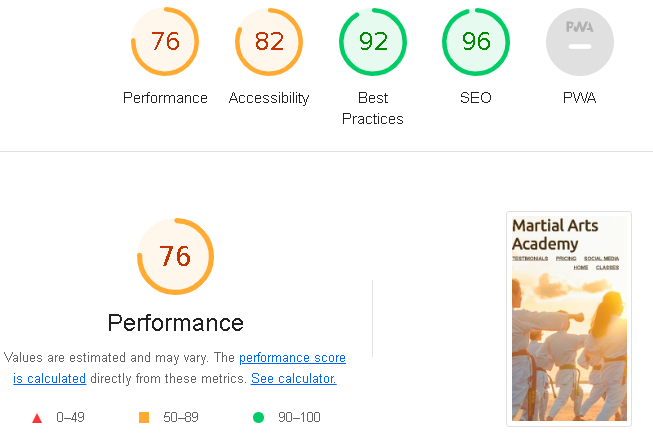 76
82
92
96
PWA
Performance
Accessibility
Best
Practices
SEO
PWA
76
Performance
Values are estimated and may vary. The performance score
is calculated directly from these metrics. See calculator.
0–49
50–89
90–100
Martial Arts
Academy
TESTIMONIALS PRICING SOCIAL MEDIA
HOME CLASSES